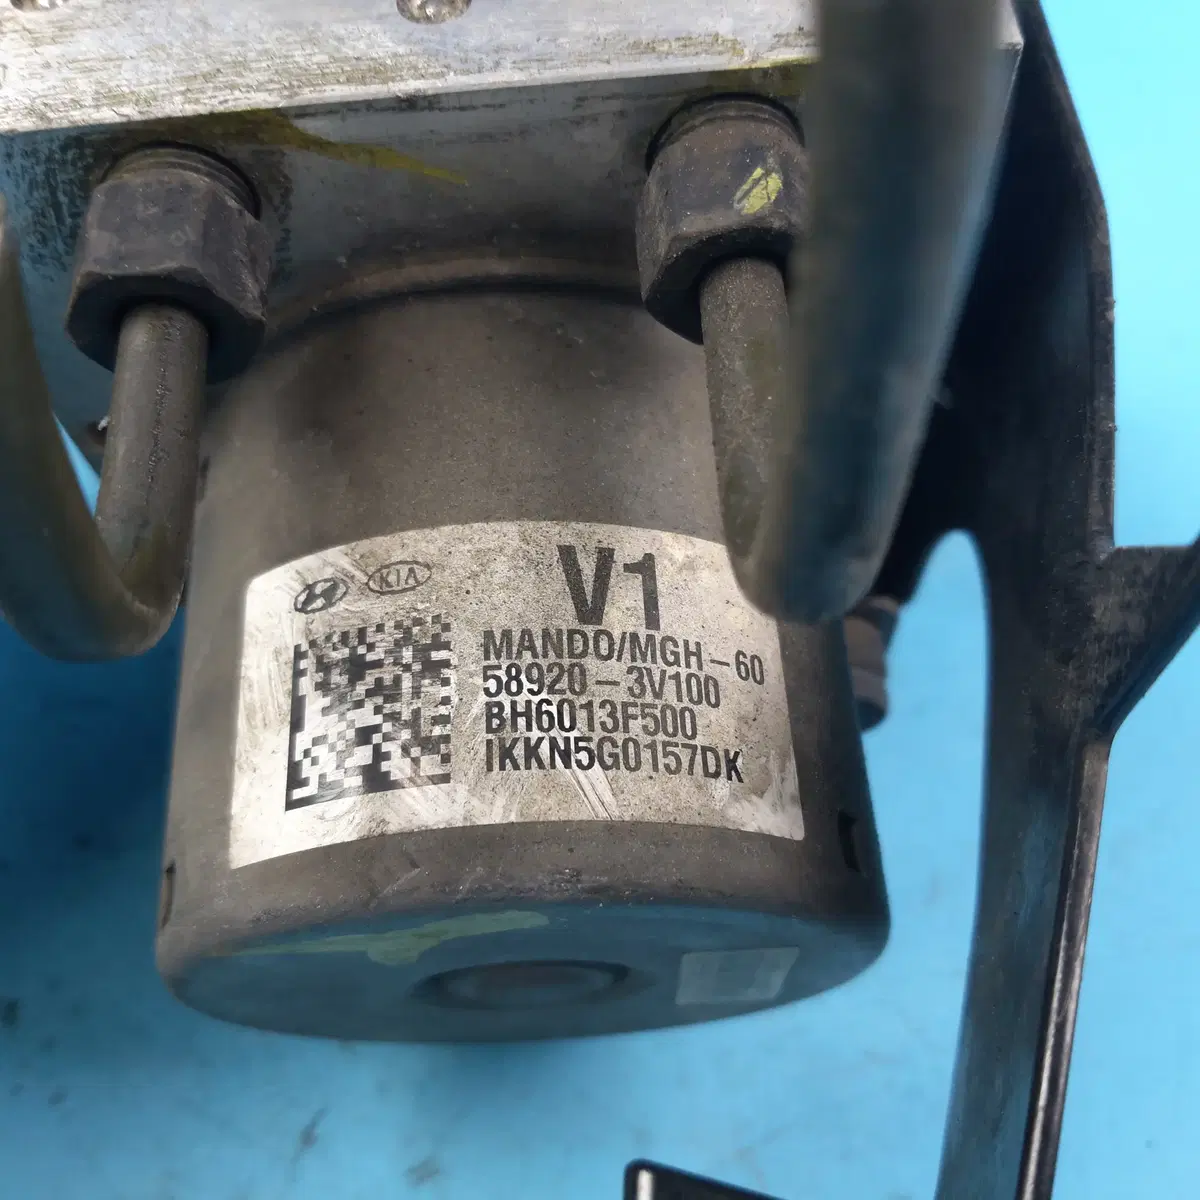 KIA
V1
MANDO/MGH-60
58920-3V100
BH6013F500
IKKN5G0157DK